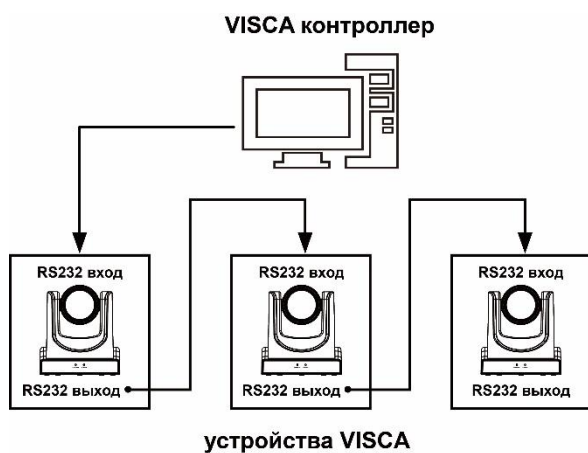 VISCA контроллер
RS232 вход
RS232 вход
RS232 вход
RS232 выход
RS232 выход
RS232 выход
устройства VISCA